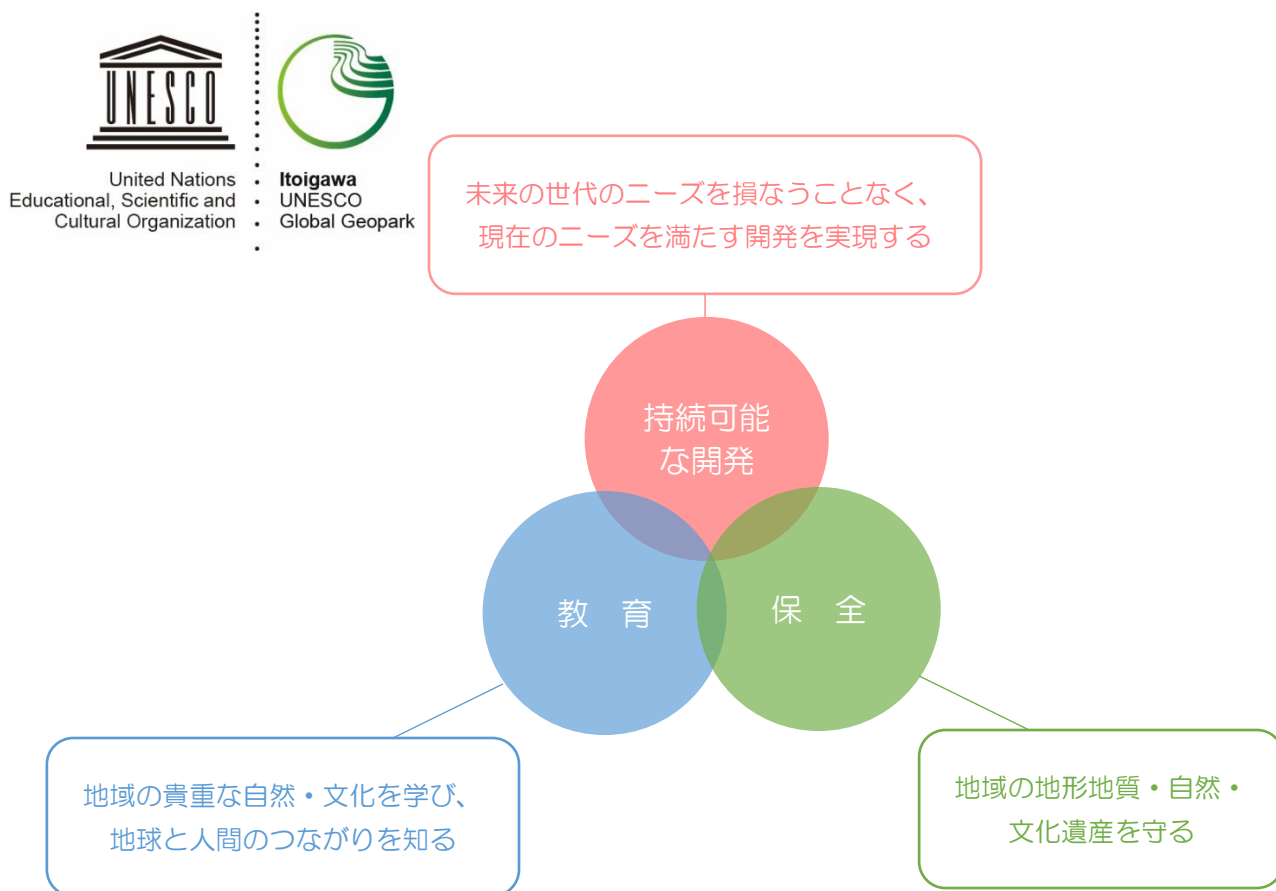 UNESCO
United Nations
Educational, Scientific and
Cultural Organization
Itoigawa
UNESCO
Global Geopark
未来の世代のニーズを損なうことなく、
現在のニーズを満たす開発を実現する
持続可能
な開発
教　育
保　全
地域の貴重な自然・文化を学び、
地球と人間のつながりを知る
地域の地形地質・自然・
文化遺産を守る